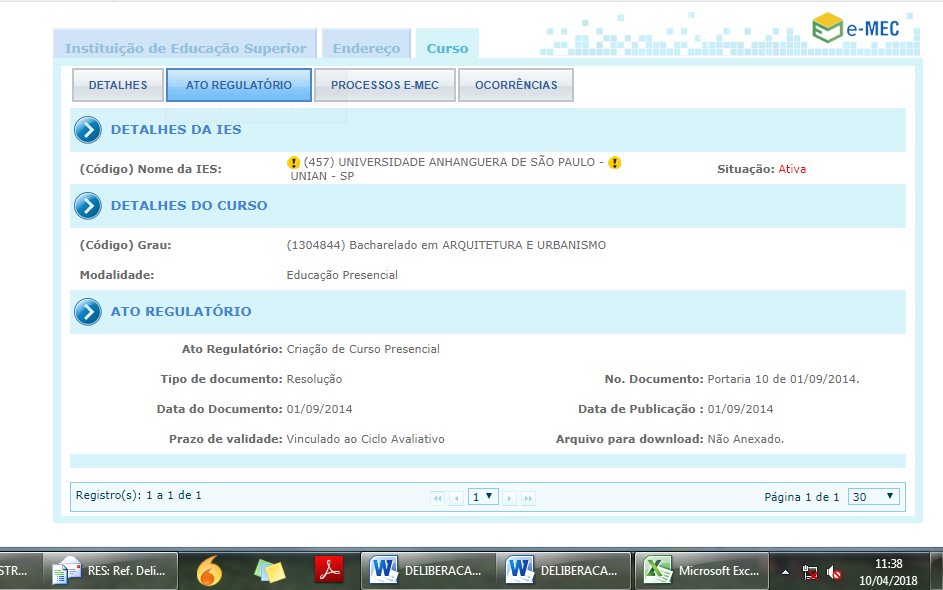 e-MEC
Instituição de Educação Superior Endereço Curso
DETALHES ATO REGULATÓRIO PROCESSOS E-MEC OCORRÊNCIAS
DETALHES DA IES
(Código) Nome da IES: (457) UNIVERSIDADE ANHANGUERA DE SÃO PAULO - Situação: Ativa
UNIAN - SP
DETALHES DO CURSO
(Código) Grau: (1304844) Bacharelado em ARQUITETURA E URBANISMO
Modalidade: Educação Presencial
ATO REGULATÓRIO
Ato Regulatório: Criação de Curso Presencial
Tipo de documento: Resolução No. Documento: Portaria 10 de 01/09/2014.
Data do Documento: 01/09/2014 Data de Publicação : 01/09/2014
Prazo de validade: Vinculado ao Ciclo Avaliativo Arquivo para download: Não Anexado.
Registro(s): 1 a 1 de 1 1 Página 1 de 1 30
STR... RES: Ref. Deli... DELIBERACA... DELIBERACA... Microsoft Exc... 11:38
10/04/2018